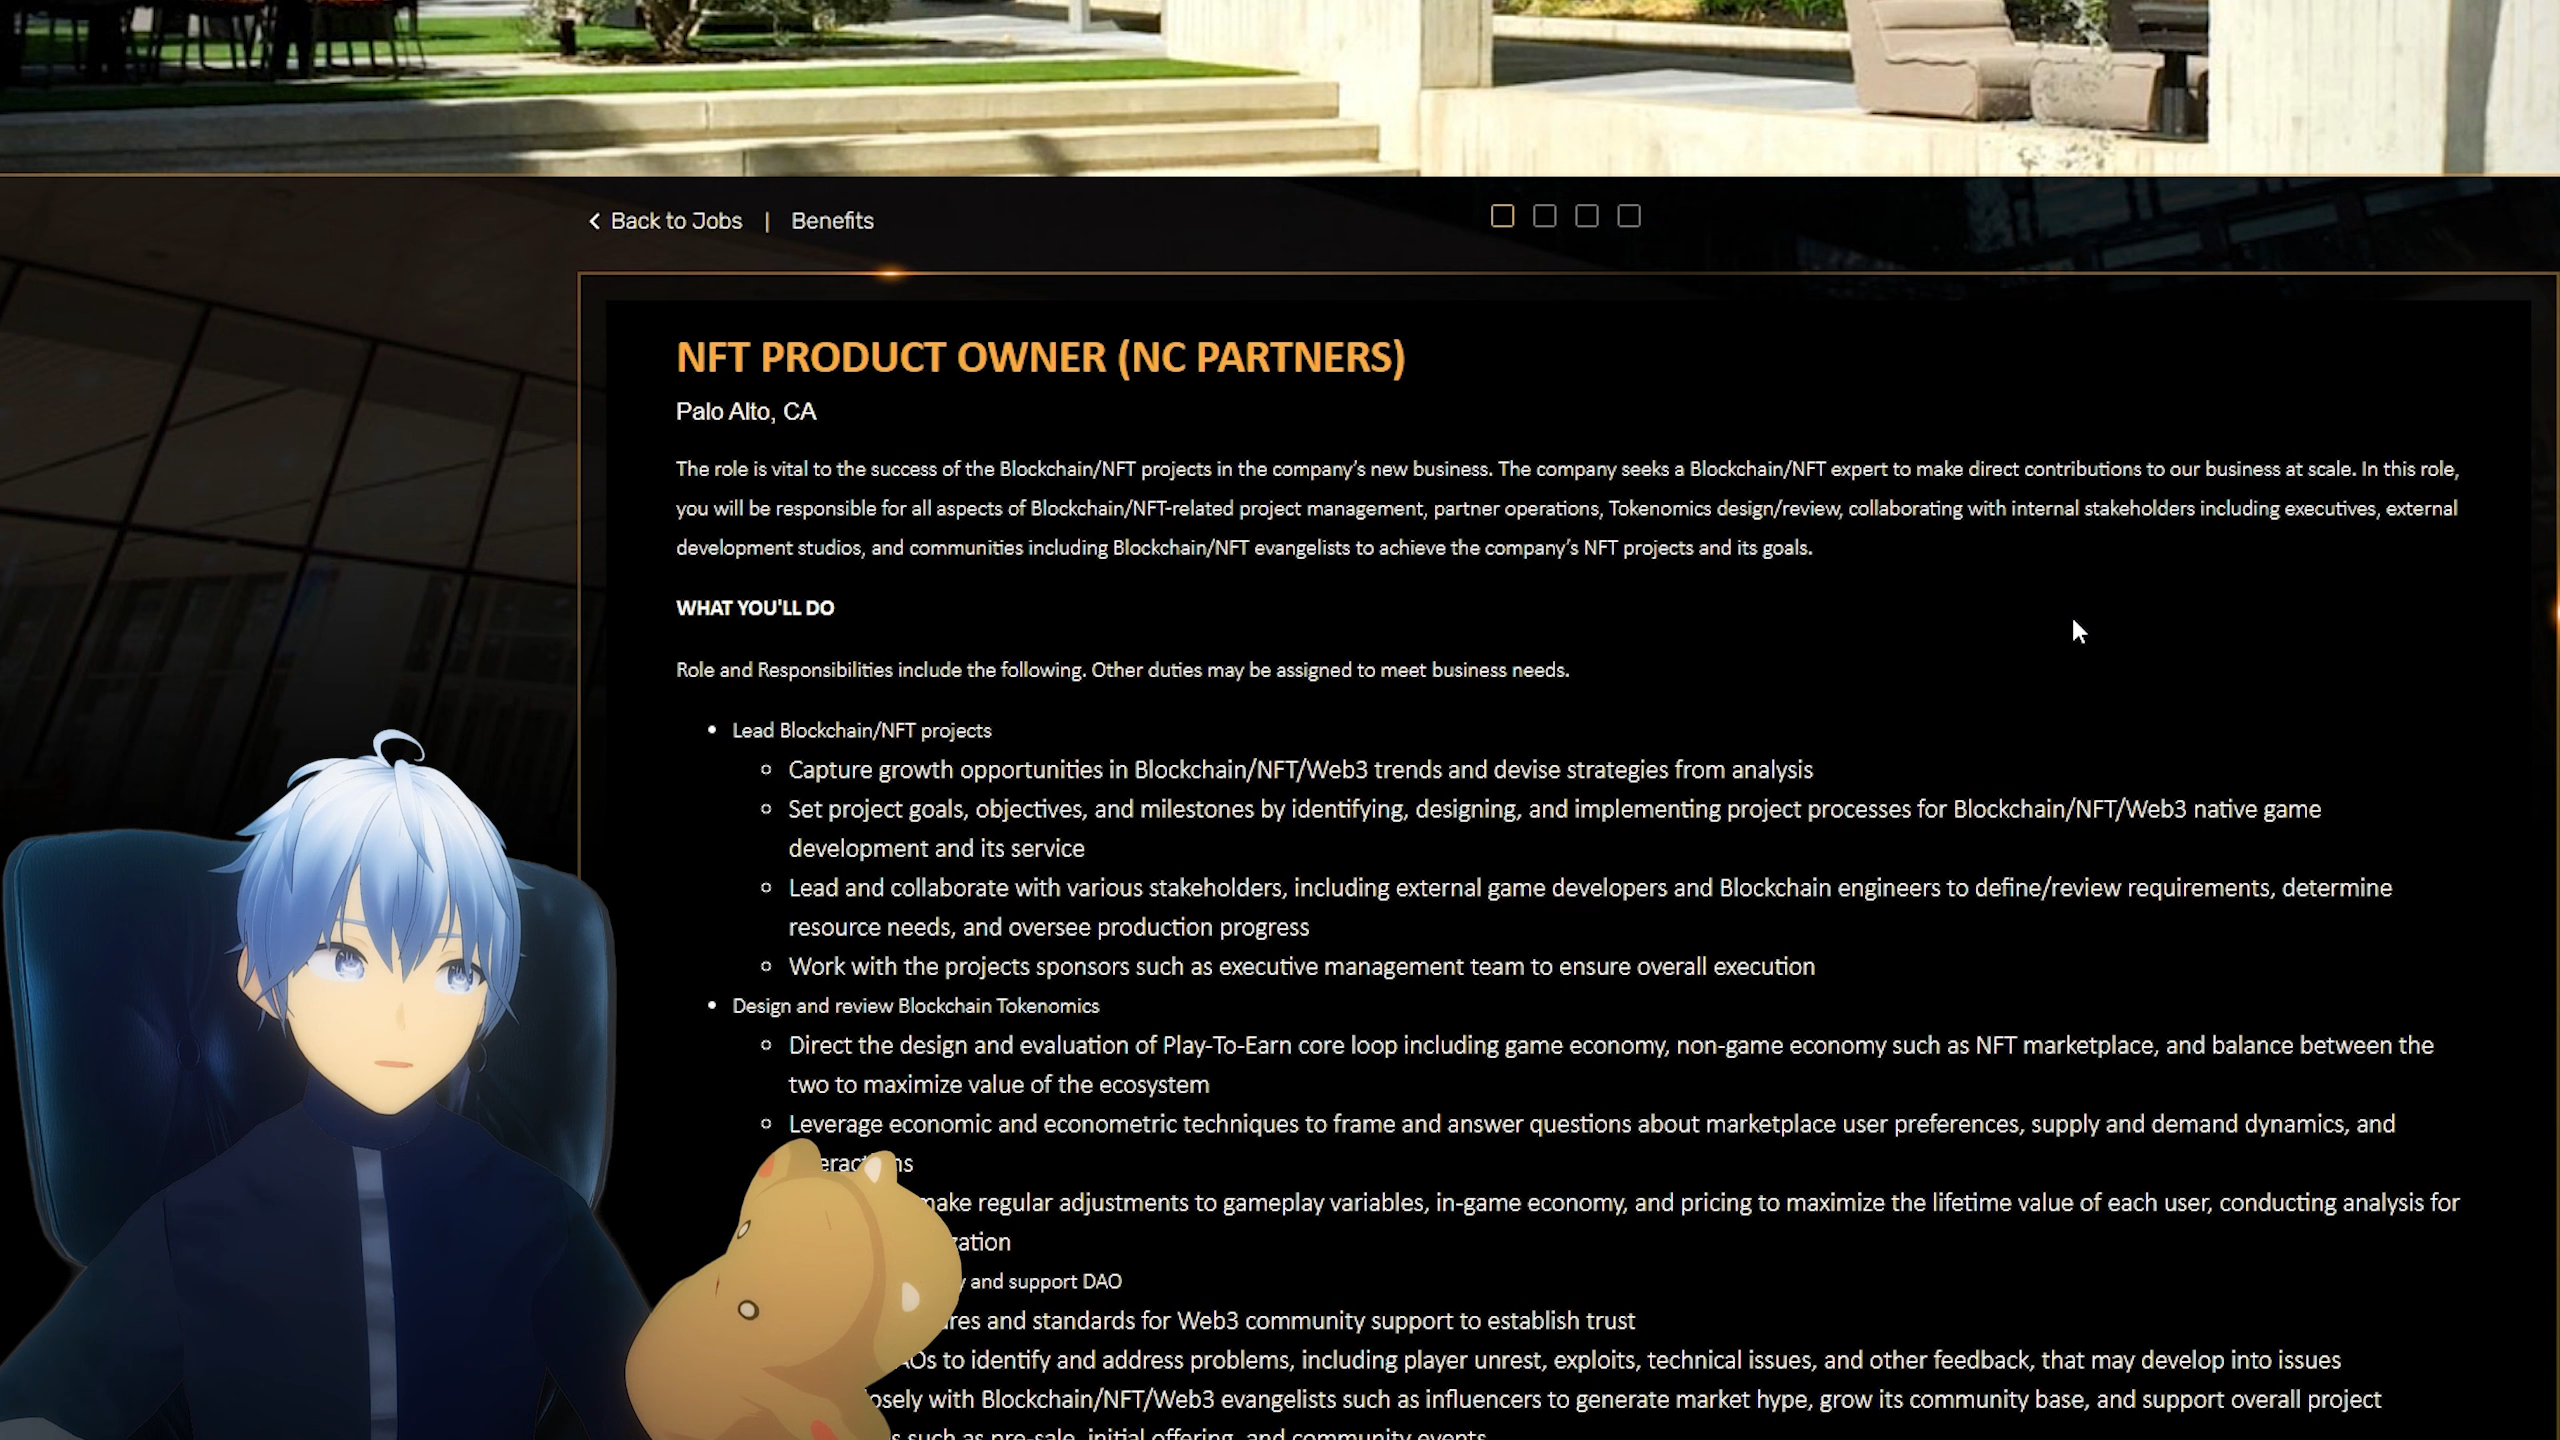 Back to Jobs | Benefits
NFT PRODUCT OWNER (NC PARTNERS)
Palo Alto, CA
The role is vital to the success of the Blockchain/NFT projects in the company's new business. The company seeks a Blockchain/NFT expert to make direct contributions to our business at scale. In this role,
you will be responsible for all aspects of Blockchain/NFT-related project management, partner operations, Tokenomics design/review, collaborating with internal stakeholders including executives, external
development studios, and communities including Blockchain/NFT evangelists to achieve the company's NFT projects and its goals.
WHAT YOU'LL DO
Role and Responsibilities include the following. Other duties may be assigned to meet business needs.
• Lead Blockchain/NFT projects
○ Capture growth opportunities in Blockchain/NFT/Web3 trends and devise strategies from analysis
○ Set project goals, objectives, and milestones by identifying, designing, and implementing project processes for Blockchain/NFT/Web3 native game
development and its service
○ Lead and collaborate with various stakeholders, including external game developers and Blockchain engineers to define/review requirements, determine
resource needs, and oversee production progress
○ Work with the projects sponsors such as executive management team to ensure overall execution
• Design and review Blockchain Tokenomics
○ Direct the design and evaluation of Play-To-Earn core loop including game economy, non-game economy such as NFT marketplace, and balance between the
two to maximize value of the ecosystem
○ Leverage economic and econometric techniques to frame and answer questions about marketplace user preferences, supply and demand dynamics, and
make regular adjustments to gameplay variables, in-game economy, and pricing to maximize the lifetime value of each user, conducting analysis for
and support DAO
and standards for Web3 community support to establish trust
to identify and address problems, including player unrest, exploits, technical issues, and other feedback, that may develop into issues
with Blockchain/NFT/Web3 evangelists such as influencers to generate market hype, grow its community base, and support overall project
such as pre-sale, initial offering, and community events